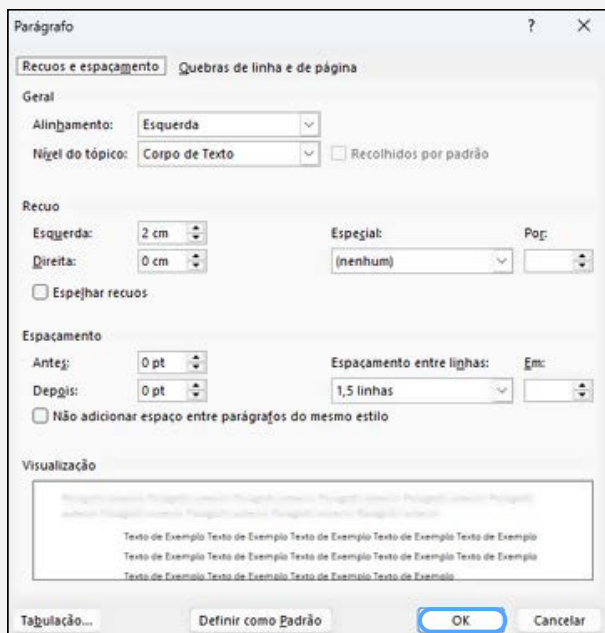 Parágrafo ? X
Recuos e espaçamento Quebras de linha e de página
Geral
Alinhamento: Esquerda
Nível do tópico: Corpo de Texto Recolhidos por padrão
Recuo
Esquerda: 2 cm Especial: Por:
Direita: 0 cm (nenhum)
Espelhar recuos
Espaçamento
Antes: 0 pt Espaçamento entre linhas: Em:
Depois: 0 pt 1,5 linhas
Não adicionar espaço entre parágrafos do mesmo estilo
Visualização
Texto de Exemplo Texto de Exemplo Texto de Exemplo Texto de Exemplo Texto de Exemplo
Texto de Exemplo Texto de Exemplo Texto de Exemplo Texto de Exemplo Texto de Exemplo
Texto de Exemplo Texto de Exemplo Texto de Exemplo Texto de Exemplo
Tabulação... Definir como Padrão OK Cancelar